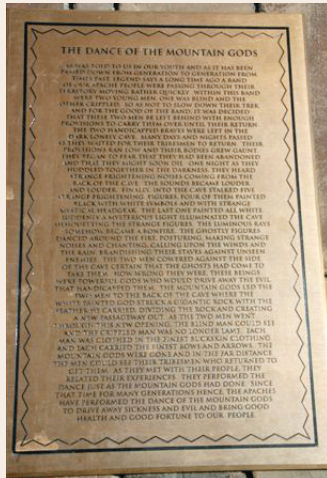 THE DANCE OF THE MOUNTAIN GODS
AS WAS TOLD TO US IN OUR YOUTH AND AS IT HAS BEEN
PASSED DOWN FROM GENERATION TO GENERATION FROM
TIMES PAST, LEGEND SAYS A LONG TIME AGO A BAND
OF OUR APACHE PEOPLE WERE PASSING THROUGH THEIR
TERRITORY MOVING RATHER QUICKLY. WITHIN THIS BAND
WERE TWO YOUNG MEN, ONE WAS BLIND AND THE
OTHER CRIPPLED. SO AS NOT TO SLOW DOWN THEIR TREK
AND FOR THE GOOD OF THE BAND, IT WAS DECIDED
THAT THESE TWO MEN BE LEFT BEHIND WITH ENOUGH
PROVISIONS TO CARRY THEM OVER UNTIL THEIR RETURN.
THE TWO HANDICAPPED BRAVES WERE LEFT IN THE
DARK LONELY CAVE. MANY DAYS AND NIGHTS PASSED
AS THEY WAITED FOR THEIR TRIBESMEN TO RETURN. THEIR
PROVISIONS RAN LOW AND THEIR BODIES GREW GAUNT.
THEY BEGAN TO FEAR THAT THEY HAD BEEN ABANDONED
AND THAT THEY MIGHT SOON DIE. ONE NIGHT AS THEY
HUDDLED TOGETHER IN THE DARKNESS, THEY HEARD
STRANGE FRIGHTENING NOISES COMING FROM THE
BACK OF THE CAVE. THE SOUNDS BECAME LOUDER
AND LOUDER. FINALLY, INTO THE CAVE STALKED FIVE
STRANGE FRIGHTENING FIGURES, FOUR OF THEM PAINTED
BLACK WITH WHITE SYMBOLS AND WITH STRANGE
MYSTICAL HEADGEAR. THE LAST ONE PAINTED ALL WHITE.
SUDDENLY A MYSTERIOUS LIGHT ILLUMINATED THE CAVE
SILHOUETTING THE STRANGE FIGURES. THE LUMINOUS RAYS
SOMEHOW BECAME A BONFIRE. THE GHOSTLY FIGURES
DANCED AROUND THE FIRE, POSTURING, MAKING STRANGE
NOISES AND CHANTING, CALLING UPON THE WINDS AND
THE RAIN, BRANDISHING THEIR STAVES AGAINST UNSEEN
ENEMIES. THE TWO MEN COWERED AGAINST THE SIDE
OF THE CAVE CERTAIN THAT THE GHOSTS HAD COME TO
TAKE THEM. HOW WRONG THEY WERE, THESE BEINGS
WERE POWERFUL GODS WHO WOULD DRIVE AWAY THE EVIL
THAT HANDICAPPED THEM. THE MOUNTAIN GODS LED THE
TWO MEN TO THE BACK OF THE CAVE WHERE THE
WHITE PAINTED GOD STRUCK A GIGANTIC ROCK WITH THE
FEATHER HE CARRIED, DIVIDING THE ROCK AND CREATING
A NEW PASSAGEWAY OUT. AS THE TWO MEN WENT
THROUGH THIS NEW OPENING, THE BLIND MAN COULD SEE
AND THE CRIPPLED MAN WAS NO LONGER LAME. EACH
MAN WAS CLOTHED IN THE FINEST BUCKSKIN CLOTHING
AND EACH CARRIED THE FINEST BOWS AND ARROWS. THE
MOUNTAIN GODS WERE GONE AND IN THE FAR DISTANCE
THE MEN COULD SEE THEIR TRIBESMEN WHO RETURNED TO
GET THEM. AS THEY MET WITH THEIR PEOPLE, THEY
RELATED THEIR EXPERIENCES. THEY PERFORMED THE
DANCE JUST AS THE MOUNTAIN GODS HAD DONE. SINCE
THAT TIME FOR MANY GENERATIONS HENCE, THE APACHES
HAVE PERFORMED THE DANCE OF THE MOUNTAIN GODS
TO DRIVE AWAY SICKNESS AND EVIL AND BRING GOOD
HEALTH AND GOOD FORTUNE TO OUR PEOPLE.